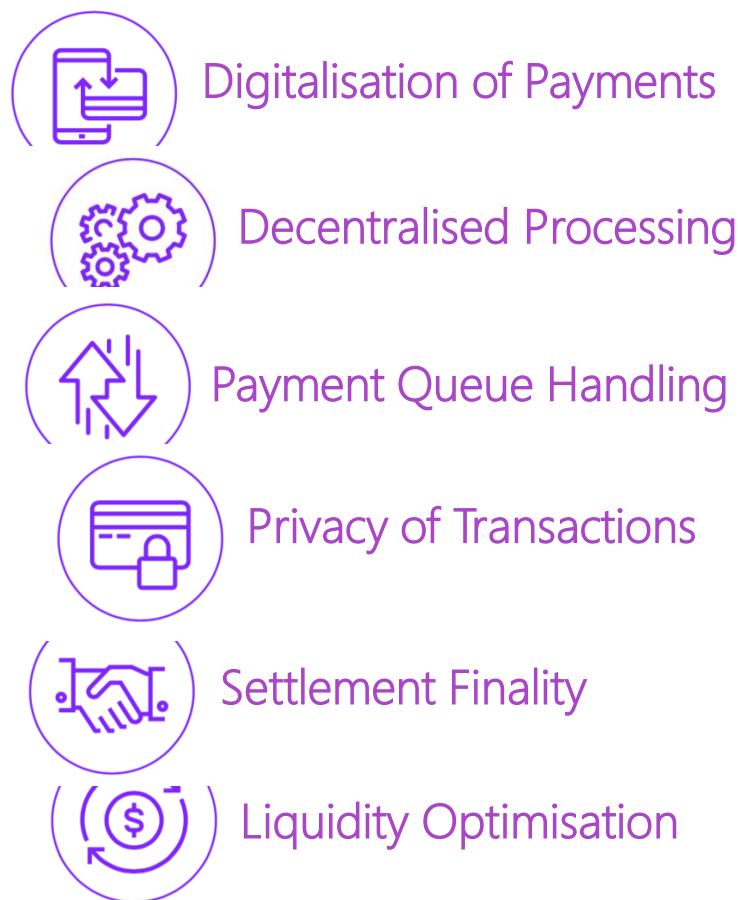 Digitalisation of Payments
Decentralised Processing
Payment Queue Handling
Privacy of Transactions
Settlement Finality
$ Liquidity Optimisation